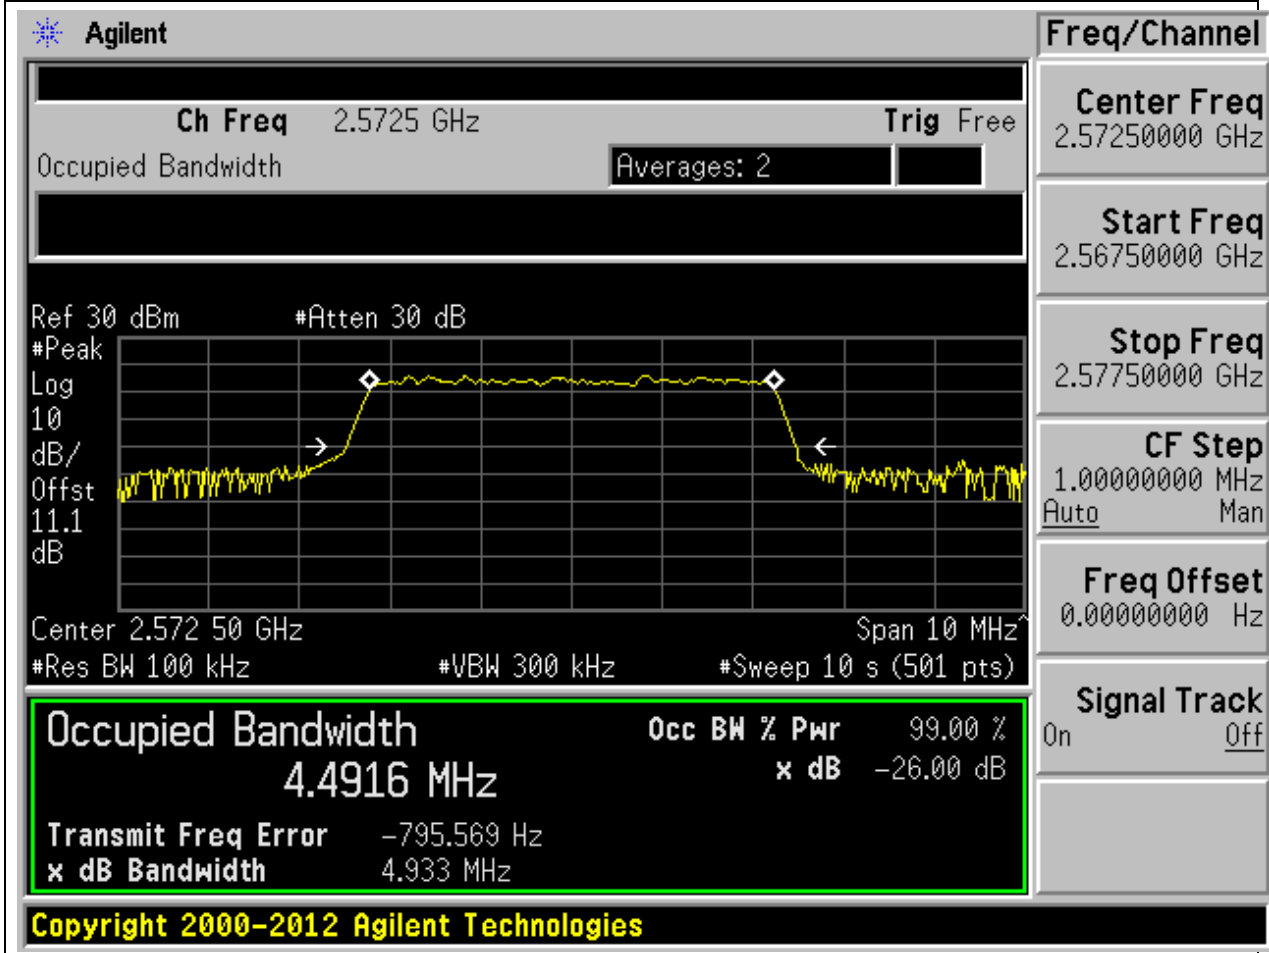 Agilent
Freq/Channel
Ch Freq 2.5725 GHz Trig Free
Occupied Bandwidth Averages: 2
Center Freq
2.57250000 GHz
Start Freq
2.56750000 GHz
Stop Freq
2.57750000 GHz
CF Step
1.00000000 MHz
Auto Man
Freq Offset
0.00000000 Hz
Signal Track
On Off
Ref 30 dBm #Atten 30 dB
#Peak
Log
10
dB/
Offst
11.1
dB
Center 2.572 50 GHz Span 10 MHz^
#Res BW 100 kHz #VBW 300 kHz #Sweep 10 s (501 pts)
Occupied Bandwidth Occ BW % Pwr 99.00 %
4.4916 MHz x dB -26.00 dB
Transmit Freq Error -795.569 Hz
x dB Bandwidth 4.933 MHz
Copyright 2000-2012 Agilent Technologies